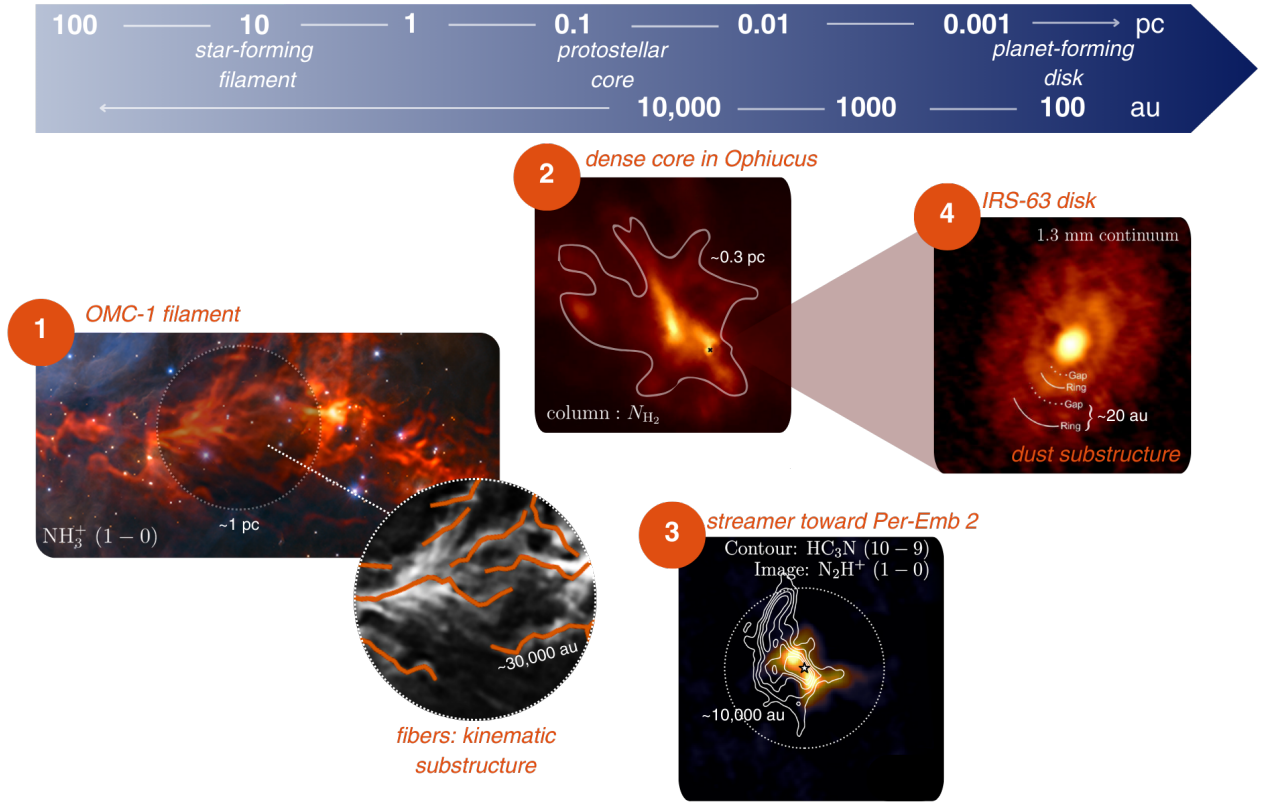 100 10 1 0.1 0.01 0.001 pc
star-forming
filament
protostellar
core
planet-forming
disk
10,000 1000 100 au
1
OMC-1 filament
~1 pc
NH₃⁺ (1 − 0)
~30,000 au
fibers: kinematic
substructure
2
dense core in Ophiucus
~0.3 pc
column : N_H₂
3
streamer toward Per-Emb 2
Contour: HC₃N (10 − 9)
Image: N₂H⁺ (1 − 0)
~10,000 au
4
IRS-63 disk
1.3 mm continuum
Gap
Ring
Gap
~20 au
Ring
dust substructure